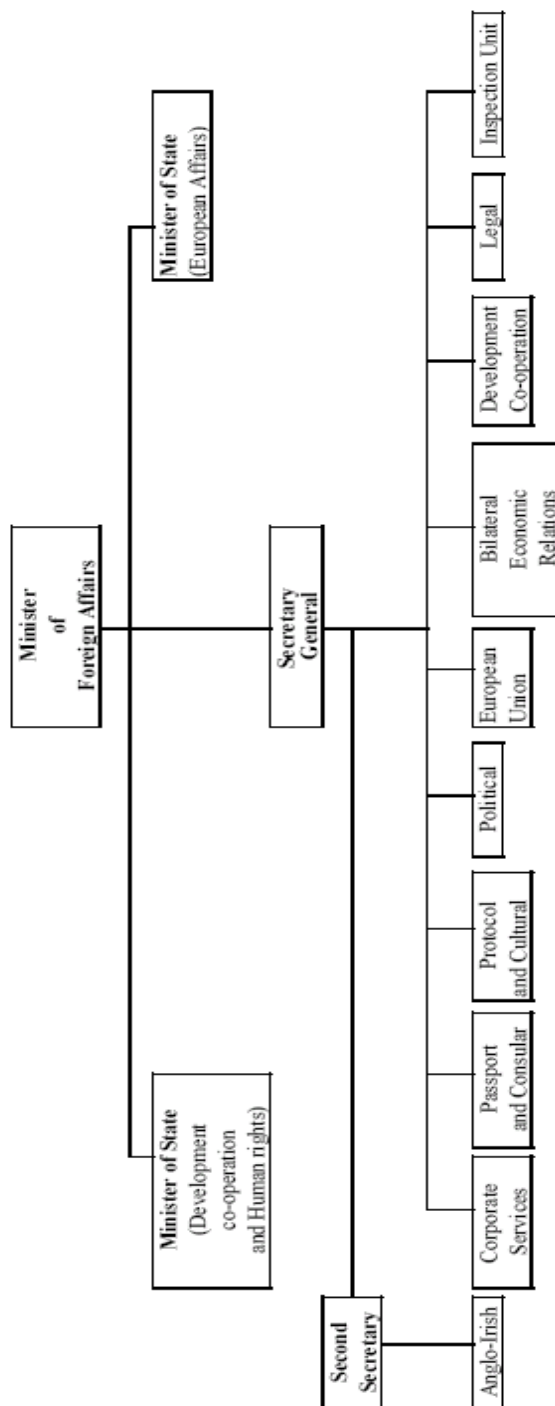 Minister
of
Foreign Affairs
Minister of State
(Development
co-operation
and Human rights)
Minister of State
(European Affairs)
Secretary
General
Second
Secretary
Anglo-Irish
Corporate
Services
Passport
and Consular
Protocol
and Cultural
Political
European
Union
Bilateral
Economic
Relations
Development
Co-operation
Legal
Inspection Unit